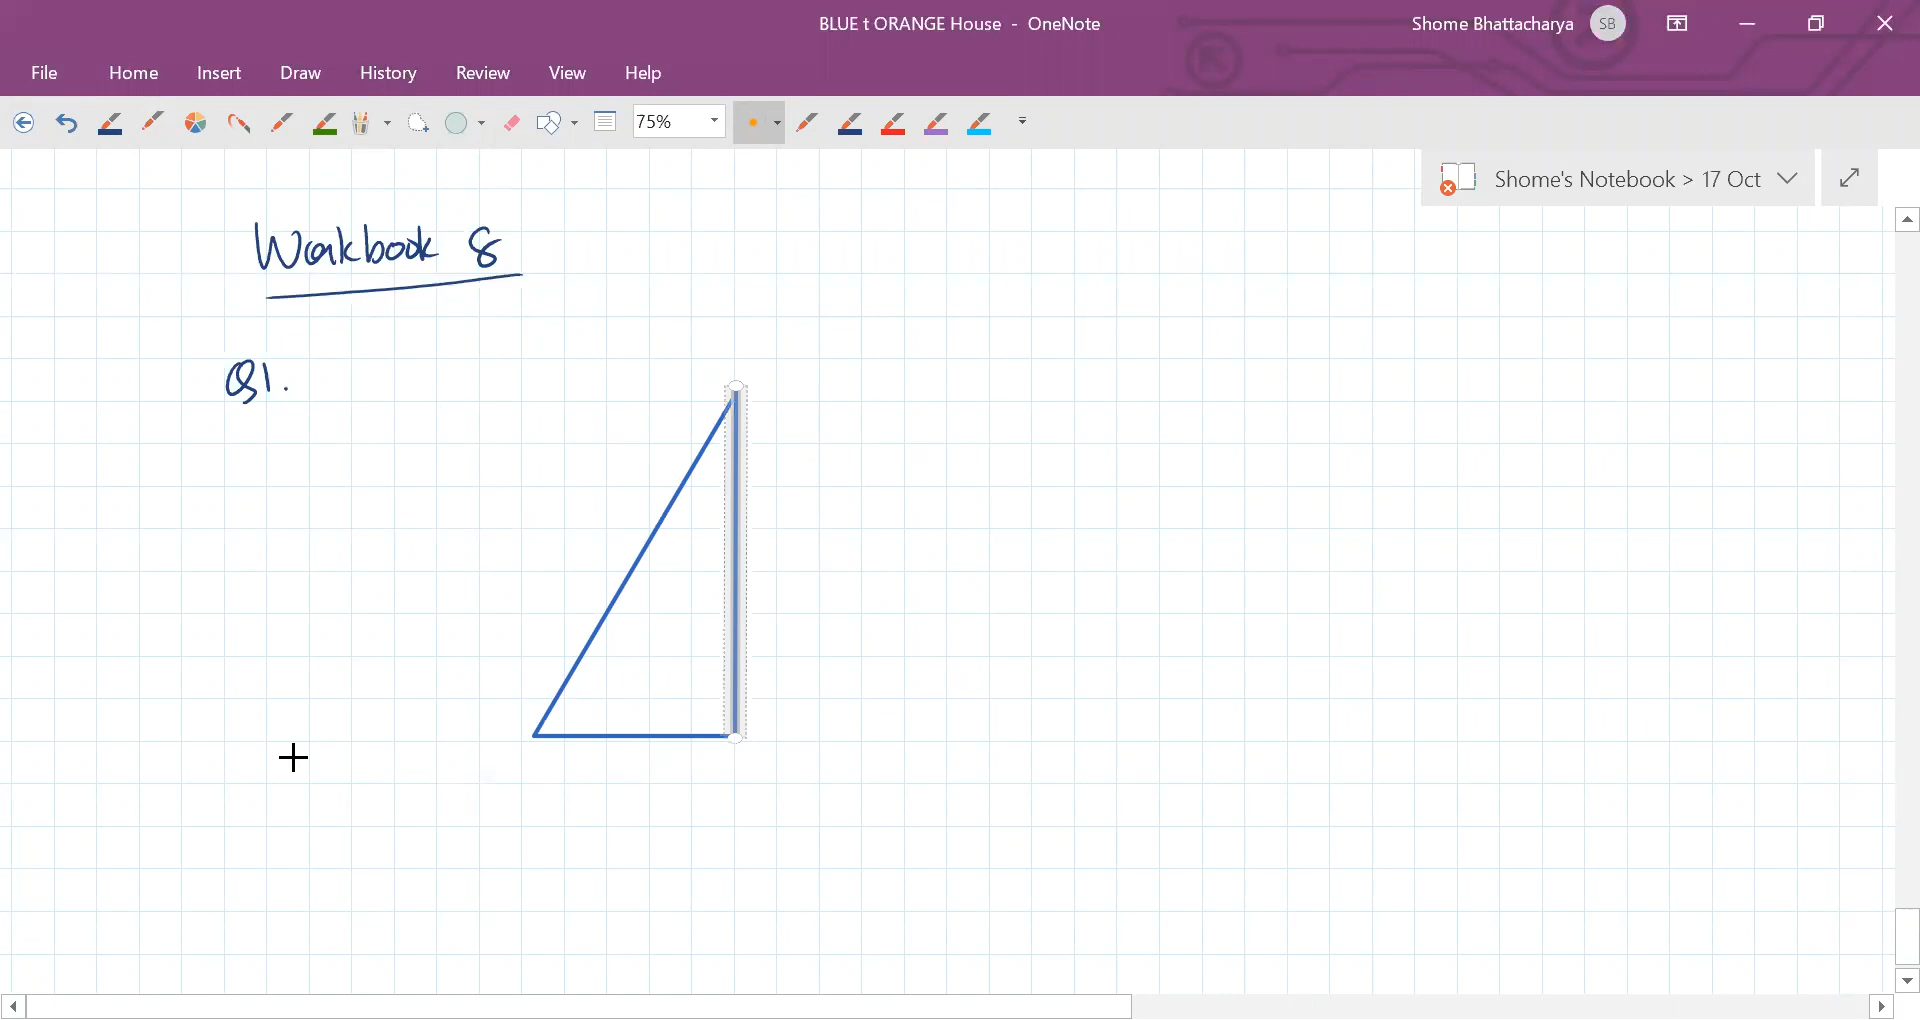 BLUE t ORANGE House - OneNote
Shome Bhattacharya SB
File Home Insert Draw History Review View Help
75%
Shome's Notebook > 17 Oct
Workbook 8
Q1.